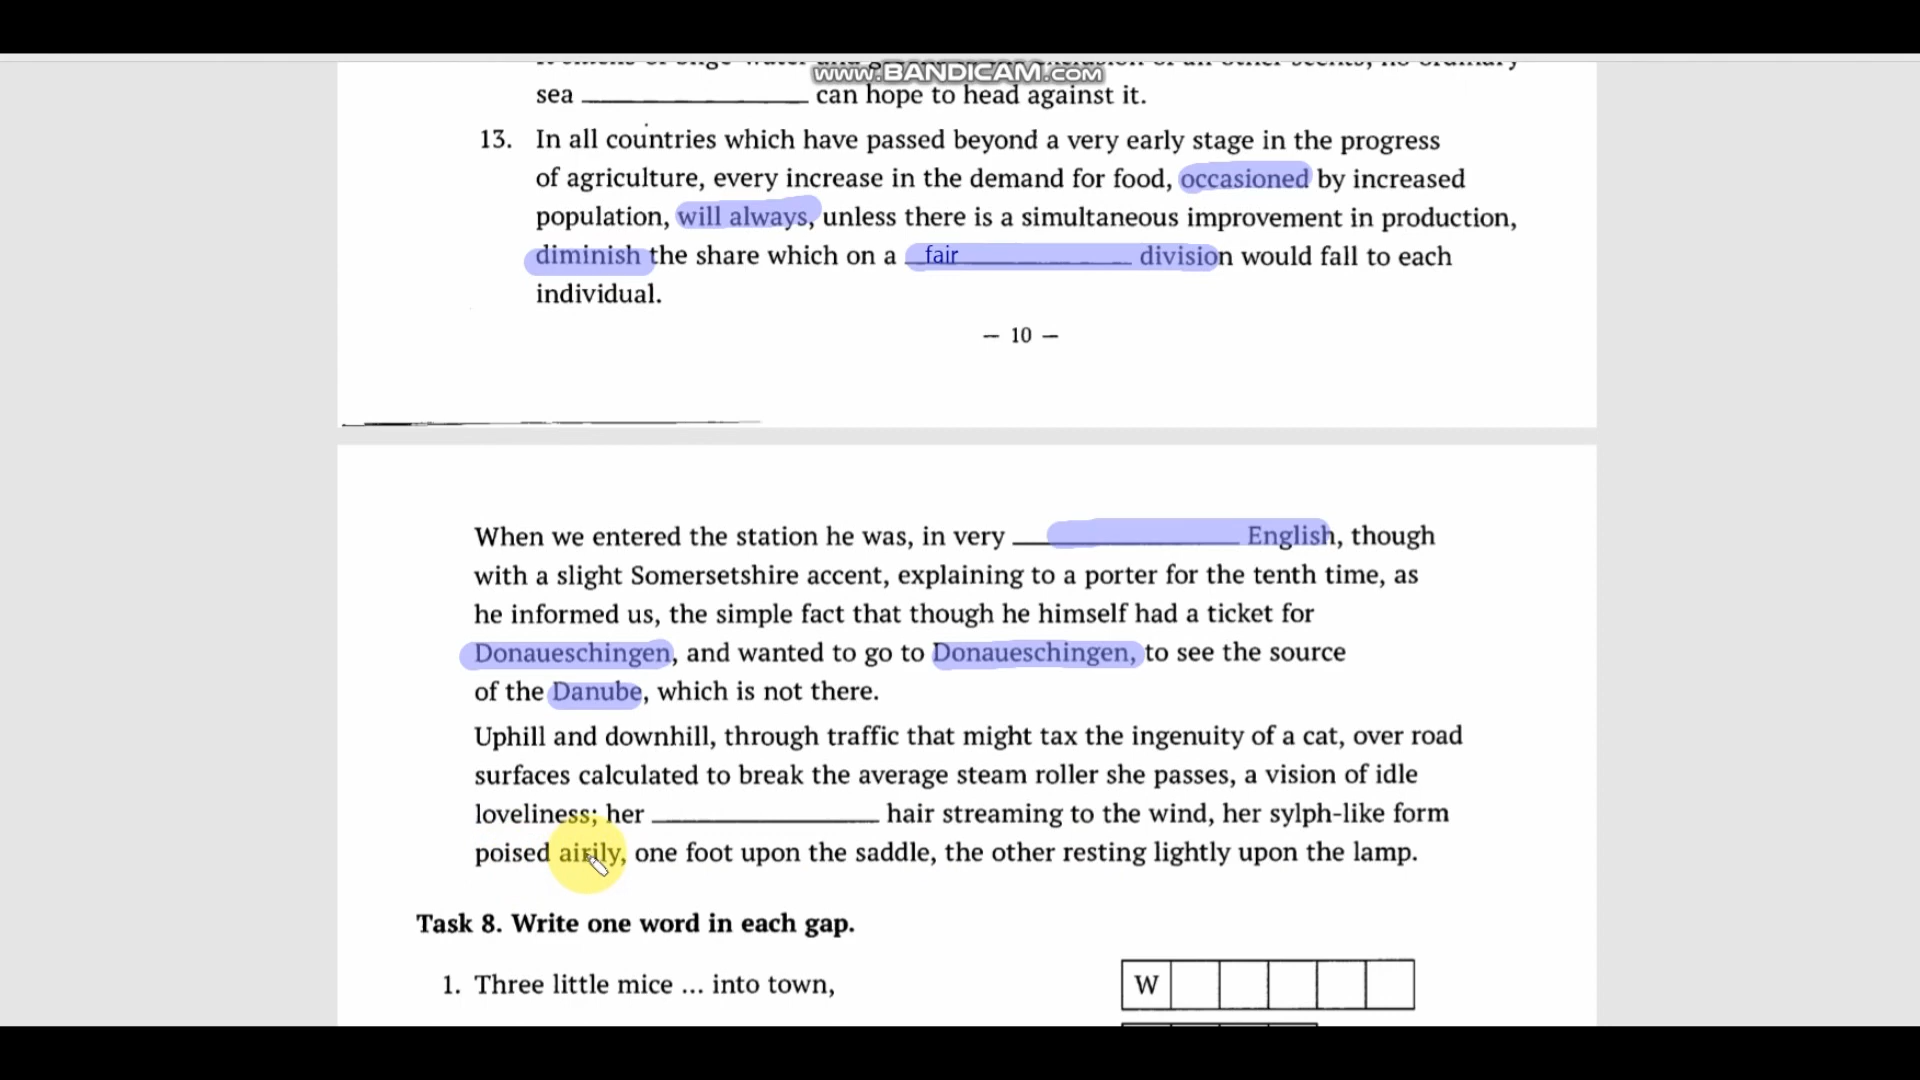 www.BANDICAM.com
sea ____ can hope to head against it.
13. In all countries which have passed beyond a very early stage in the progress
of agriculture, every increase in the demand for food, occasioned by increased
population, will always, unless there is a simultaneous improvement in production,
diminish the share which on a fair ____ division would fall to each
individual.
— 10 —
When we entered the station he was, in very ____ English, though
with a slight Somersetshire accent, explaining to a porter for the tenth time, as
he informed us, the simple fact that though he himself had a ticket for
Donaueschingen, and wanted to go to Donaueschingen, to see the source
of the Danube, which is not there.
Uphill and downhill, through traffic that might tax the ingenuity of a cat, over road
surfaces calculated to break the average steam roller she passes, a vision of idle
loveliness; her ____ hair streaming to the wind, her sylph-like form
poised airily, one foot upon the saddle, the other resting lightly upon the lamp.
Task 8. Write one word in each gap.
1. Three little mice ... into town,
W